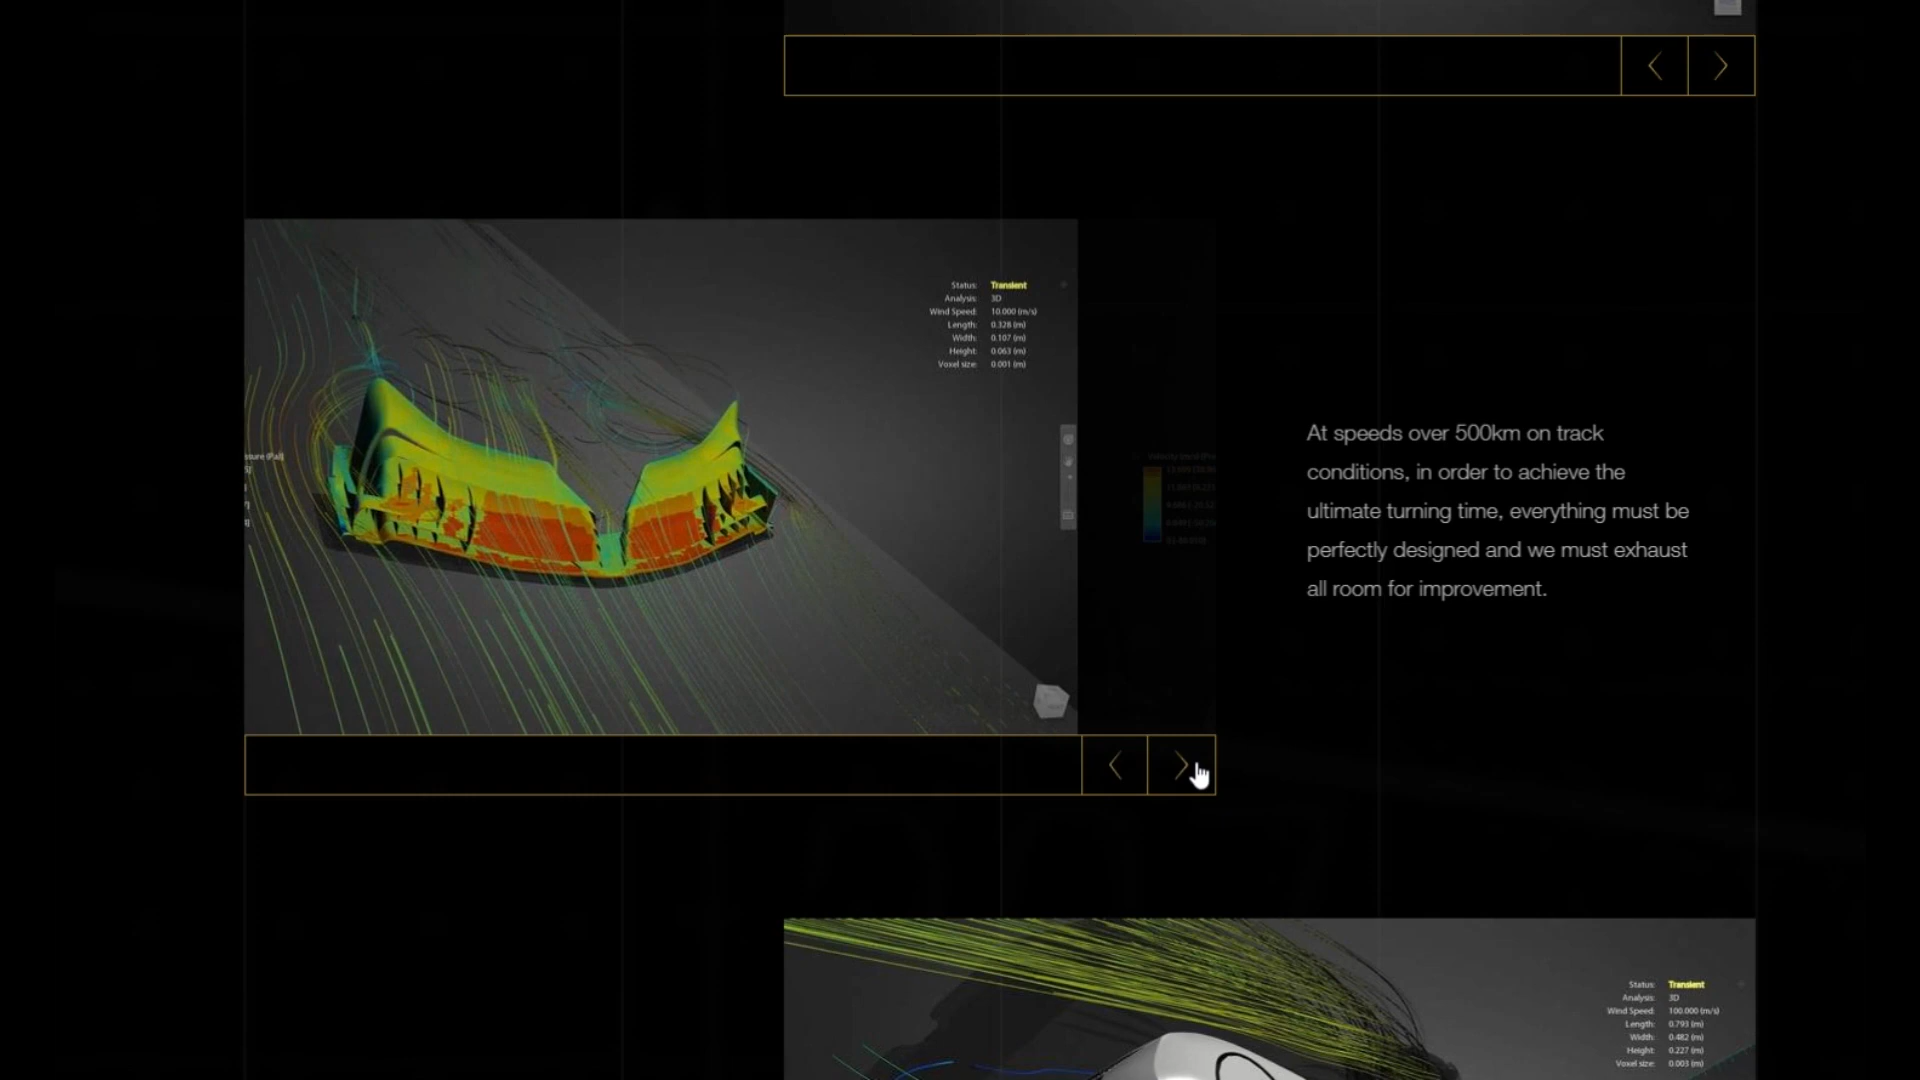 Status: Transient
Analysis: 3D
Wind Speed: 10.000 (m/s)
Length: 0.328 (m)
Width: 0.107 (m)
Height: 0.063 (m)
Voxel size: 0.001 (m)
ssure (Pa)]
At speeds over 500km on track
conditions, in order to achieve the
ultimate turning time, everything must be
perfectly designed and we must exhaust
all room for improvement.
Status: Transient
Analysis: 3D
Wind Speed: 100.000 (m/s)
Length: 0.793 (m)
Width: 0.482 (m)
Height: 0.227 (m)
Voxel size: 0.003 (m)